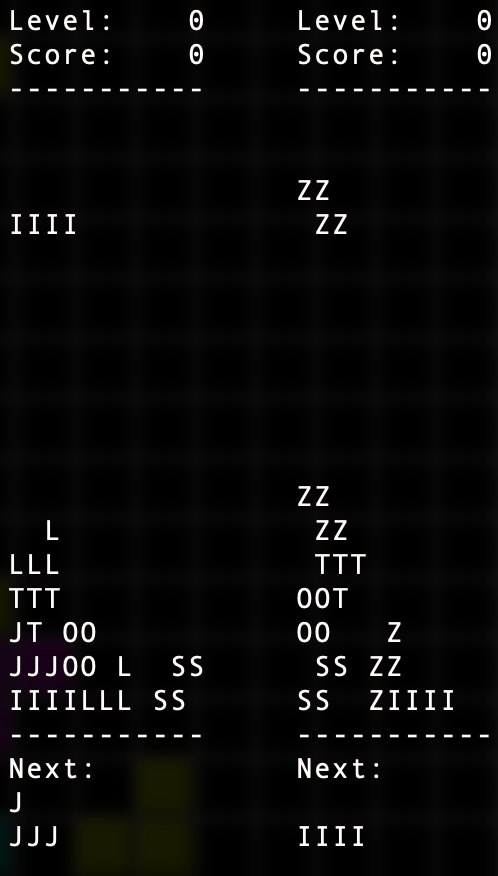 Level:    0     Level:    0
Score:    0     Score:    0
-----------     -----------
                ZZ
IIII             ZZ
                ZZ
  L              ZZ
LLL              TTT
TTT             OOT
JT OO           OO   Z
JJJOO L  SS      SS ZZ
IIIILLL SS      SS  ZIIII
-----------     -----------
Next:           Next:
J
JJJ             IIII